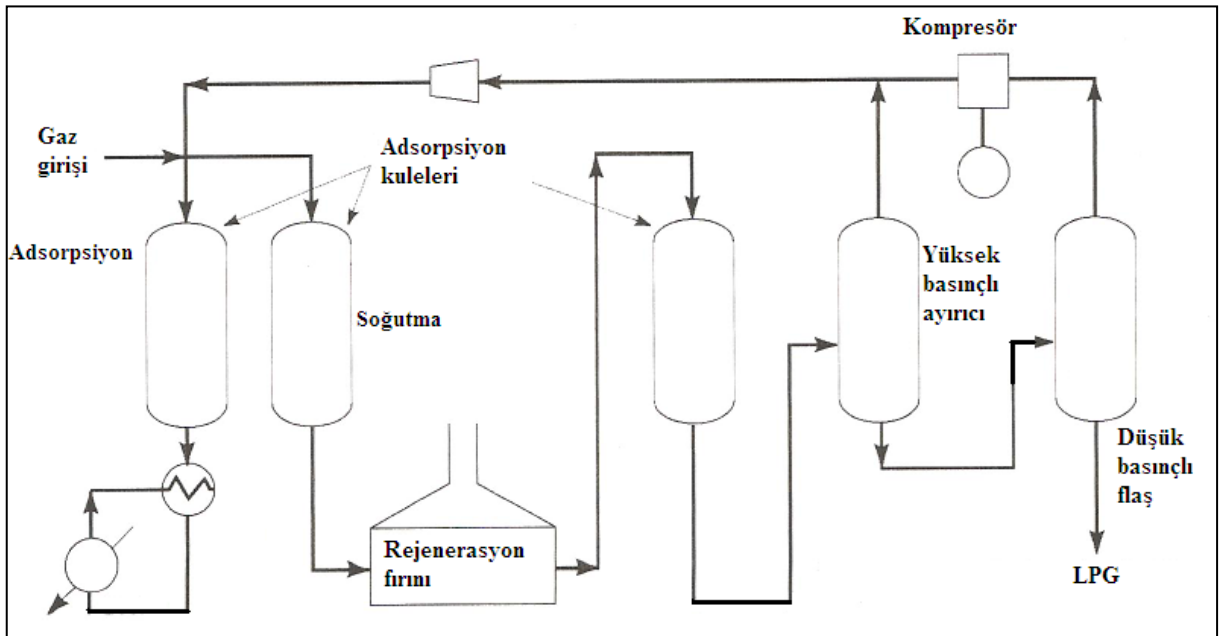 Kompresör
Gaz
girişi
Adsorpsiyon
kuleleri
Adsorpsiyon
Soğutma
Yüksek
basınçlı
ayırıcı
Rejenerasyon
fırını
Düşük
basınçlı
flaş
LPG